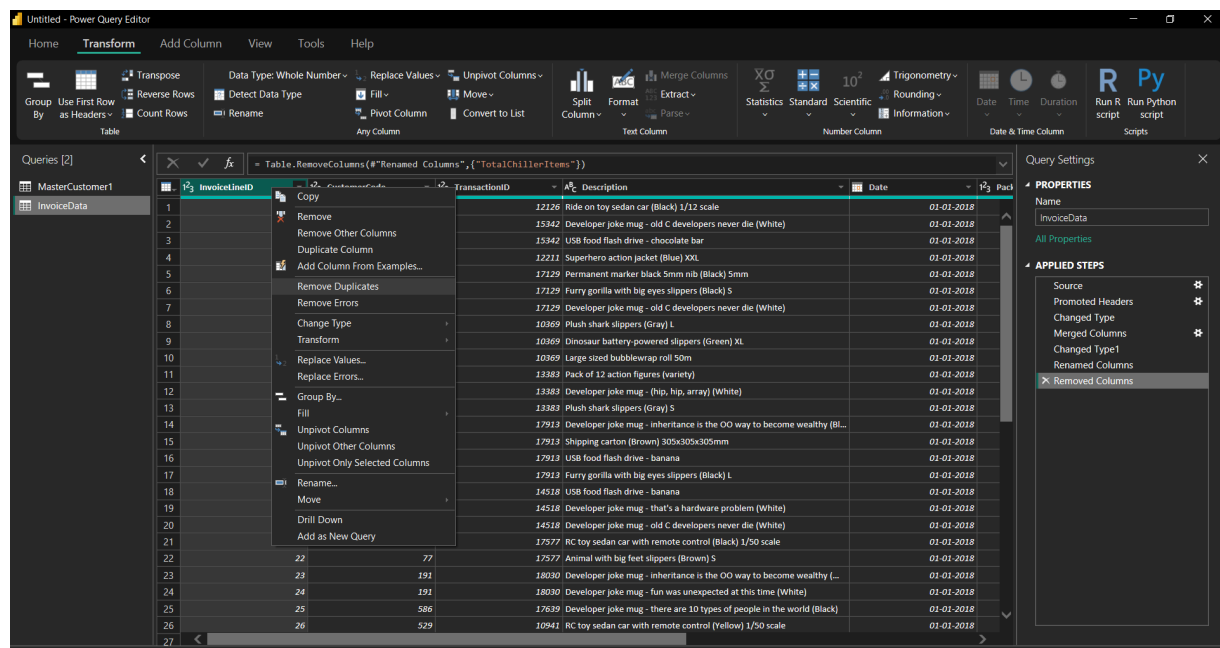 Untitled - Power Query Editor
Home Transform Add Column View Tools Help
Group By
Use First Row as Headers
Transpose
Reverse Rows
Count Rows
Table
Data Type: Whole Number
Detect Data Type
Rename
Replace Values
Fill
Pivot Column
Unpivot Columns
Move
Convert to List
Any Column
Split Column
ABC
Format
Merge Columns
ABC 123 Extract
Parse
Text Column
XO Σ
Statistics
Standard
10² Scientific
Trigonometry
Rounding
Information
Number Column
Date
Time
Duration
Date & Time Column
R
Run R script
Py
Run Python script
Scripts
Queries [2]
MasterCustomer1
InvoiceData
fx = Table.RemoveColumns(#"Renamed Columns",{"TotalChillerItems"})
1²3 InvoiceLineID 1²3 CustomerCode 1²3 TransactionID ABC Description Date 1²3 Pack
1 12126 Ride on toy sedan car (Black) 1/12 scale 01-01-2018
2 15342 Developer joke mug - old C developers never die (White) 01-01-2018
3 15342 USB food flash drive - chocolate bar 01-01-2018
4 12211 Superhero action jacket (Blue) XXL 01-01-2018
5 17129 Permanent marker black 5mm nib (Black) 5mm 01-01-2018
6 17129 Furry gorilla with big eyes slippers (Black) S 01-01-2018
7 17129 Developer joke mug - old C developers never die (White) 01-01-2018
8 10369 Plush shark slippers (Gray) L 01-01-2018
9 10369 Dinosaur battery-powered slippers (Green) XL 01-01-2018
10 10369 Large sized bubblewrap roll 50m 01-01-2018
11 13383 Pack of 12 action figures (variety) 01-01-2018
12 13383 Developer joke mug - (hip, hip, array) (White) 01-01-2018
13 13383 Plush shark slippers (Gray) S 01-01-2018
14 17913 Developer joke mug - inheritance is the OO way to become wealthy (Bl... 01-01-2018
15 17913 Shipping carton (Brown) 305x305x305mm 01-01-2018
16 17913 USB food flash drive - banana 01-01-2018
17 17913 Furry gorilla with big eyes slippers (Black) L 01-01-2018
18 14518 USB food flash drive - banana 01-01-2018
19 14518 Developer joke mug - that's a hardware problem (White) 01-01-2018
20 14518 Developer joke mug - old C developers never die (White) 01-01-2018
21 17577 RC toy sedan car with remote control (Black) 1/50 scale 01-01-2018
22 22 77 17577 Animal with big feet slippers (Brown) S 01-01-2018
23 23 191 18030 Developer joke mug - inheritance is the OO way to become wealthy (... 01-01-2018
24 24 191 18030 Developer joke mug - fun was unexpected at this time (White) 01-01-2018
25 25 586 17639 Developer joke mug - there are 10 types of people in the world (Black) 01-01-2018
26 26 529 10941 RC toy sedan car with remote control (Yellow) 1/50 scale 01-01-2018
27
Copy
Remove
Remove Other Columns
Duplicate Column
Add Column From Examples...
Remove Duplicates
Remove Errors
Change Type
Transform
Replace Values...
Replace Errors...
Group By...
Fill
Unpivot Columns
Unpivot Other Columns
Unpivot Only Selected Columns
Rename...
Move
Drill Down
Add as New Query
Query Settings
PROPERTIES
Name
InvoiceData
All Properties
APPLIED STEPS
Source
Promoted Headers
Changed Type
Merged Columns
Changed Type1
Renamed Columns
Removed Columns